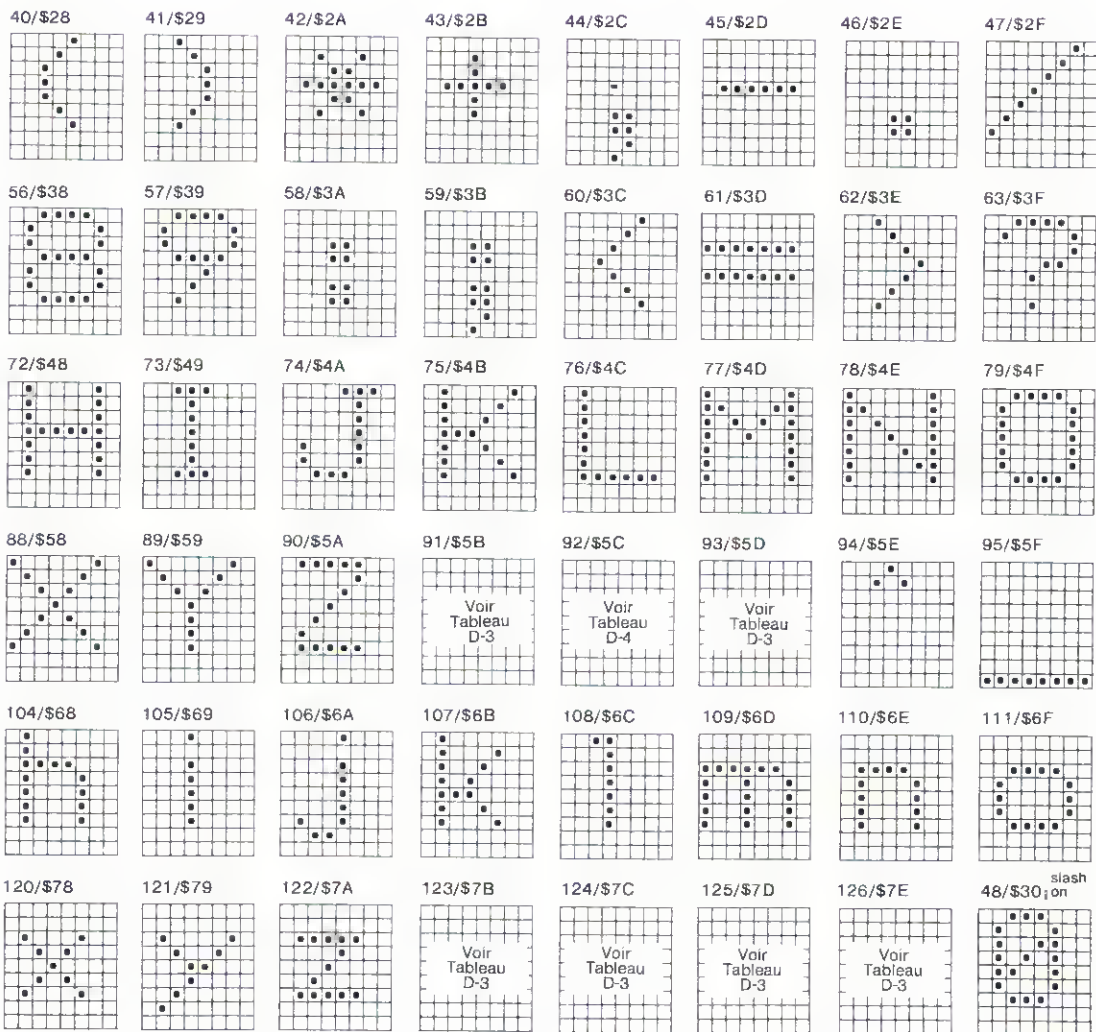 40/$28 41/$29 42/$2A 43/$2B 44/$2C 45/$2D 46/$2E 47/$2F
56/$38 57/$39 58/$3A 59/$3B 60/$3C 61/$3D 62/$3E 63/$3F
72/$48 73/$49 74/$4A 75/$4B 76/$4C 77/$4D 78/$4E 79/$4F
88/$58 89/$59 90/$5A 91/$5B 92/$5C 93/$5D 94/$5E 95/$5F
Voir
Tableau
D-3
Voir
Tableau
D-4
Voir
Tableau
D-3
104/$68 105/$69 106/$6A 107/$6B 108/$6C 109/$6D 110/$6E 111/$6F
120/$78 121/$79 122/$7A 123/$7B 124/$7C 125/$7D 126/$7E 48/$30; slash
on
Voir
Tableau
D-3
Voir
Tableau
D-3
Voir
Tableau
D-3
Voir
Tableau
D-3